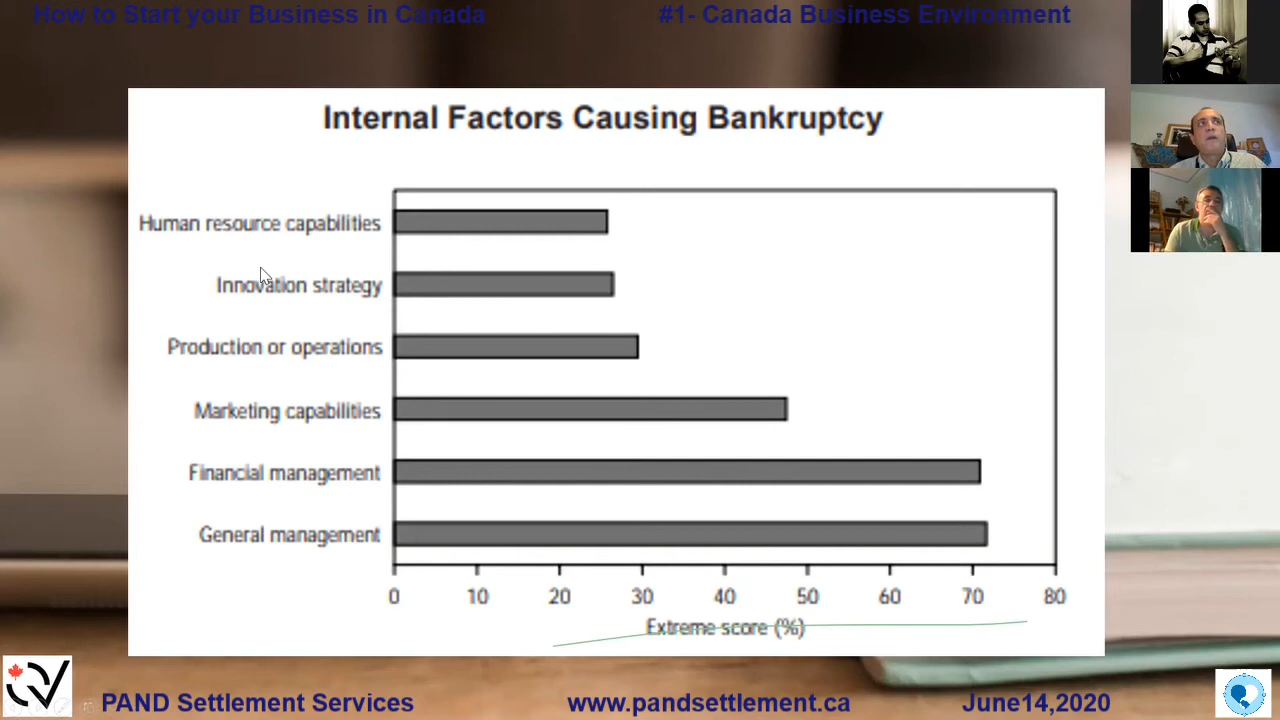 How to Start your Business in Canada
#1- Canada Business Environment
Internal Factors Causing Bankruptcy
Human resource capabilities
Innovation strategy
Production or operations
Marketing capabilities
Financial management
General management
0 10 20 30 40 50 60 70 80
Extreme score (%)
PAND Settlement Services
www.pandsettlement.ca
June14,2020